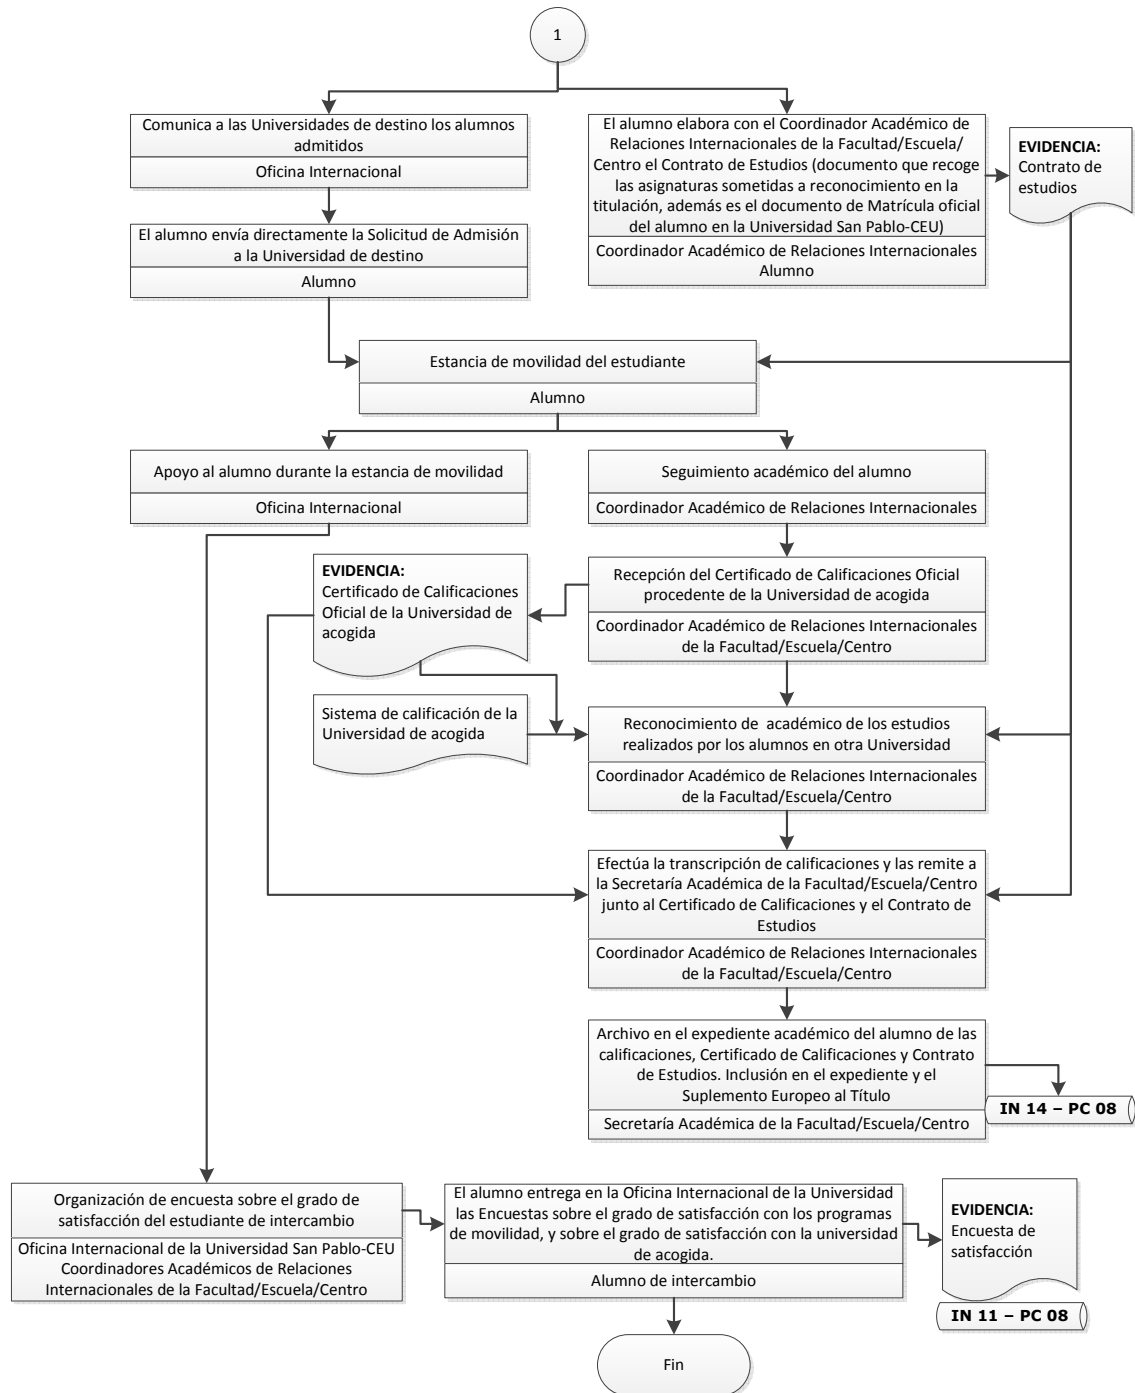 1
Comunica a las Universidades de destino los alumnos
admitidos
Oficina Internacional
El alumno elabora con el Coordinador Académico de
Relaciones Internacionales de la Facultad/Escuela/
Centro el Contrato de Estudios (documento que recoge
las asignaturas sometidas a reconocimiento en la
titulación, además es el documento de Matrícula oficial
del alumno en la Universidad San Pablo-CEU)
Coordinador Académico de Relaciones Internacionales
Alumno
EVIDENCIA:
Contrato de
estudios
El alumno envía directamente la Solicitud de Admisión
a la Universidad de destino
Alumno
Estancia de movilidad del estudiante
Alumno
Apoyo al alumno durante la estancia de movilidad
Oficina Internacional
Seguimiento académico del alumno
Coordinador Académico de Relaciones Internacionales
EVIDENCIA:
Certificado de Calificaciones
Oficial de la Universidad de
acogida
Recepción del Certificado de Calificaciones Oficial
procedente de la Universidad de acogida
Coordinador Académico de Relaciones Internacionales
de la Facultad/Escuela/Centro
Sistema de calificación de la
Universidad de acogida
Reconocimiento de  académico de los estudios
realizados por los alumnos en otra Universidad
Coordinador Académico de Relaciones Internacionales
de la Facultad/Escuela/Centro
Efectúa la transcripción de calificaciones y las remite a
la Secretaría Académica de la Facultad/Escuela/Centro
junto al Certificado de Calificaciones y el Contrato de
Estudios
Coordinador Académico de Relaciones Internacionales
de la Facultad/Escuela/Centro
Archivo en el expediente académico del alumno de las
calificaciones, Certificado de Calificaciones y Contrato
de Estudios. Inclusión en el expediente y el
Suplemento Europeo al Título
Secretaría Académica de la Facultad/Escuela/Centro
IN 14 – PC 08
Organización de encuesta sobre el grado de
satisfacción del estudiante de intercambio
Oficina Internacional de la Universidad San Pablo-CEU
Coordinadores Académicos de Relaciones
Internacionales de la Facultad/Escuela/Centro
El alumno entrega en la Oficina Internacional de la Universidad
las Encuestas sobre el grado de satisfacción con los programas
de movilidad, y sobre el grado de satisfacción con la universidad
de acogida.
Alumno de intercambio
EVIDENCIA:
Encuesta de
satisfacción
IN 11 – PC 08
Fin